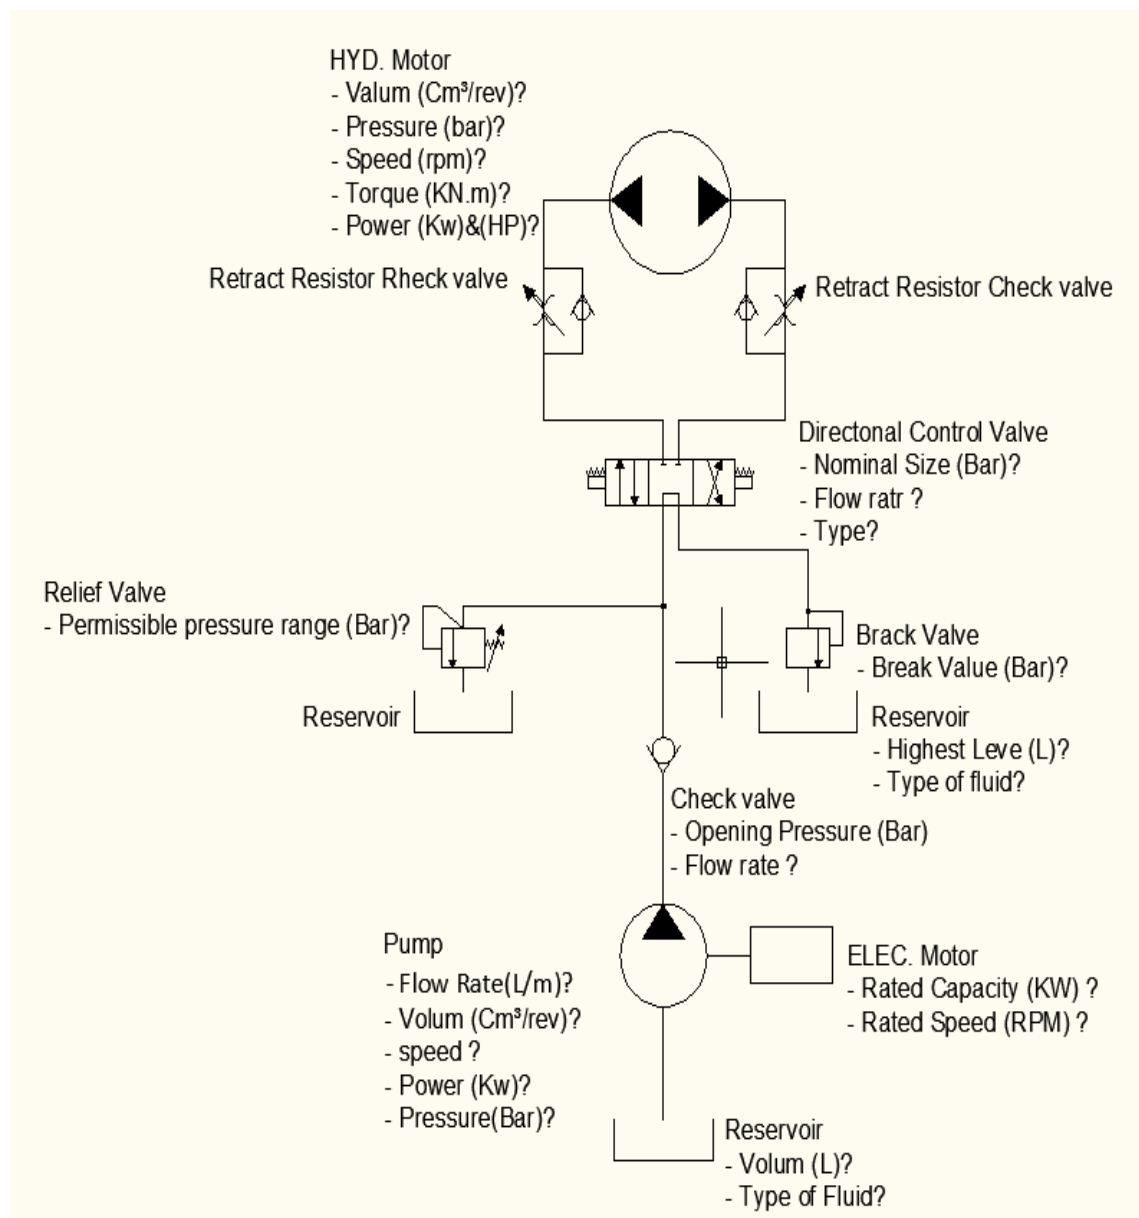 HYD. Motor
- Valum (Cm³/rev)?
- Pressure (bar)?
- Speed (rpm)?
- Torque (KN.m)?
- Power (Kw)&(HP)?
Retract Resistor Rheck valve
Retract Resistor Check valve
Directonal Control Valve
- Nominal Size (Bar)?
- Flow ratr ?
- Type?
Relief Valve
- Permissible pressure range (Bar)?
Brack Valve
- Break Value (Bar)?
Reservoir
Reservoir
- Highest Leve (L)?
- Type of fluid?
Check valve
- Opening Pressure (Bar)
- Flow rate ?
Pump
- Flow Rate(L/m)?
- Volum (Cm³/rev)?
- speed ?
- Power (Kw)?
- Pressure(Bar)?
ELEC. Motor
- Rated Capacity (KW) ?
- Rated Speed (RPM) ?
Reservoir
- Volum (L)?
- Type of Fluid?